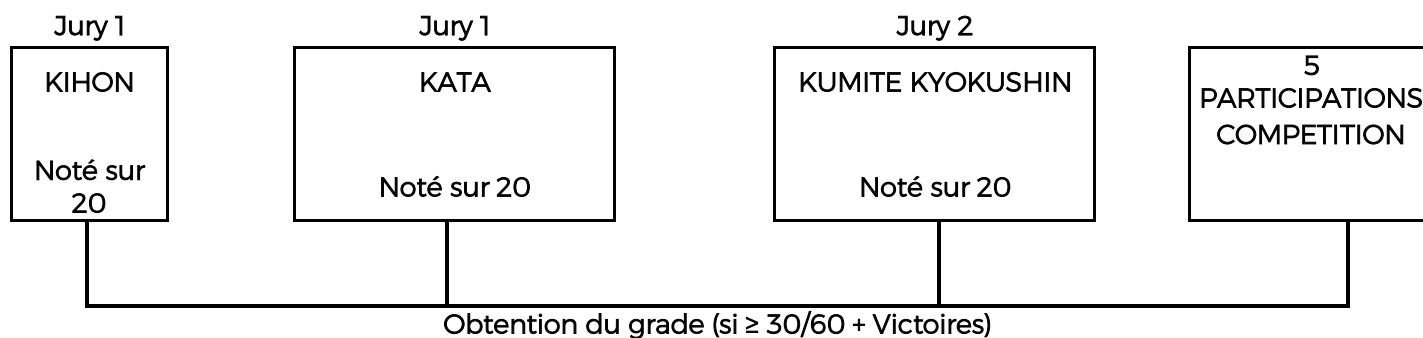 Jury 1
KIHON
Noté sur
20
Jury 1
KATA
Noté sur 20
Jury 2
KUMITE KYOKUSHIN
Noté sur 20
5
PARTICIPATIONS
COMPETITION
Obtention du grade (si ≥ 30/60 + Victoires)